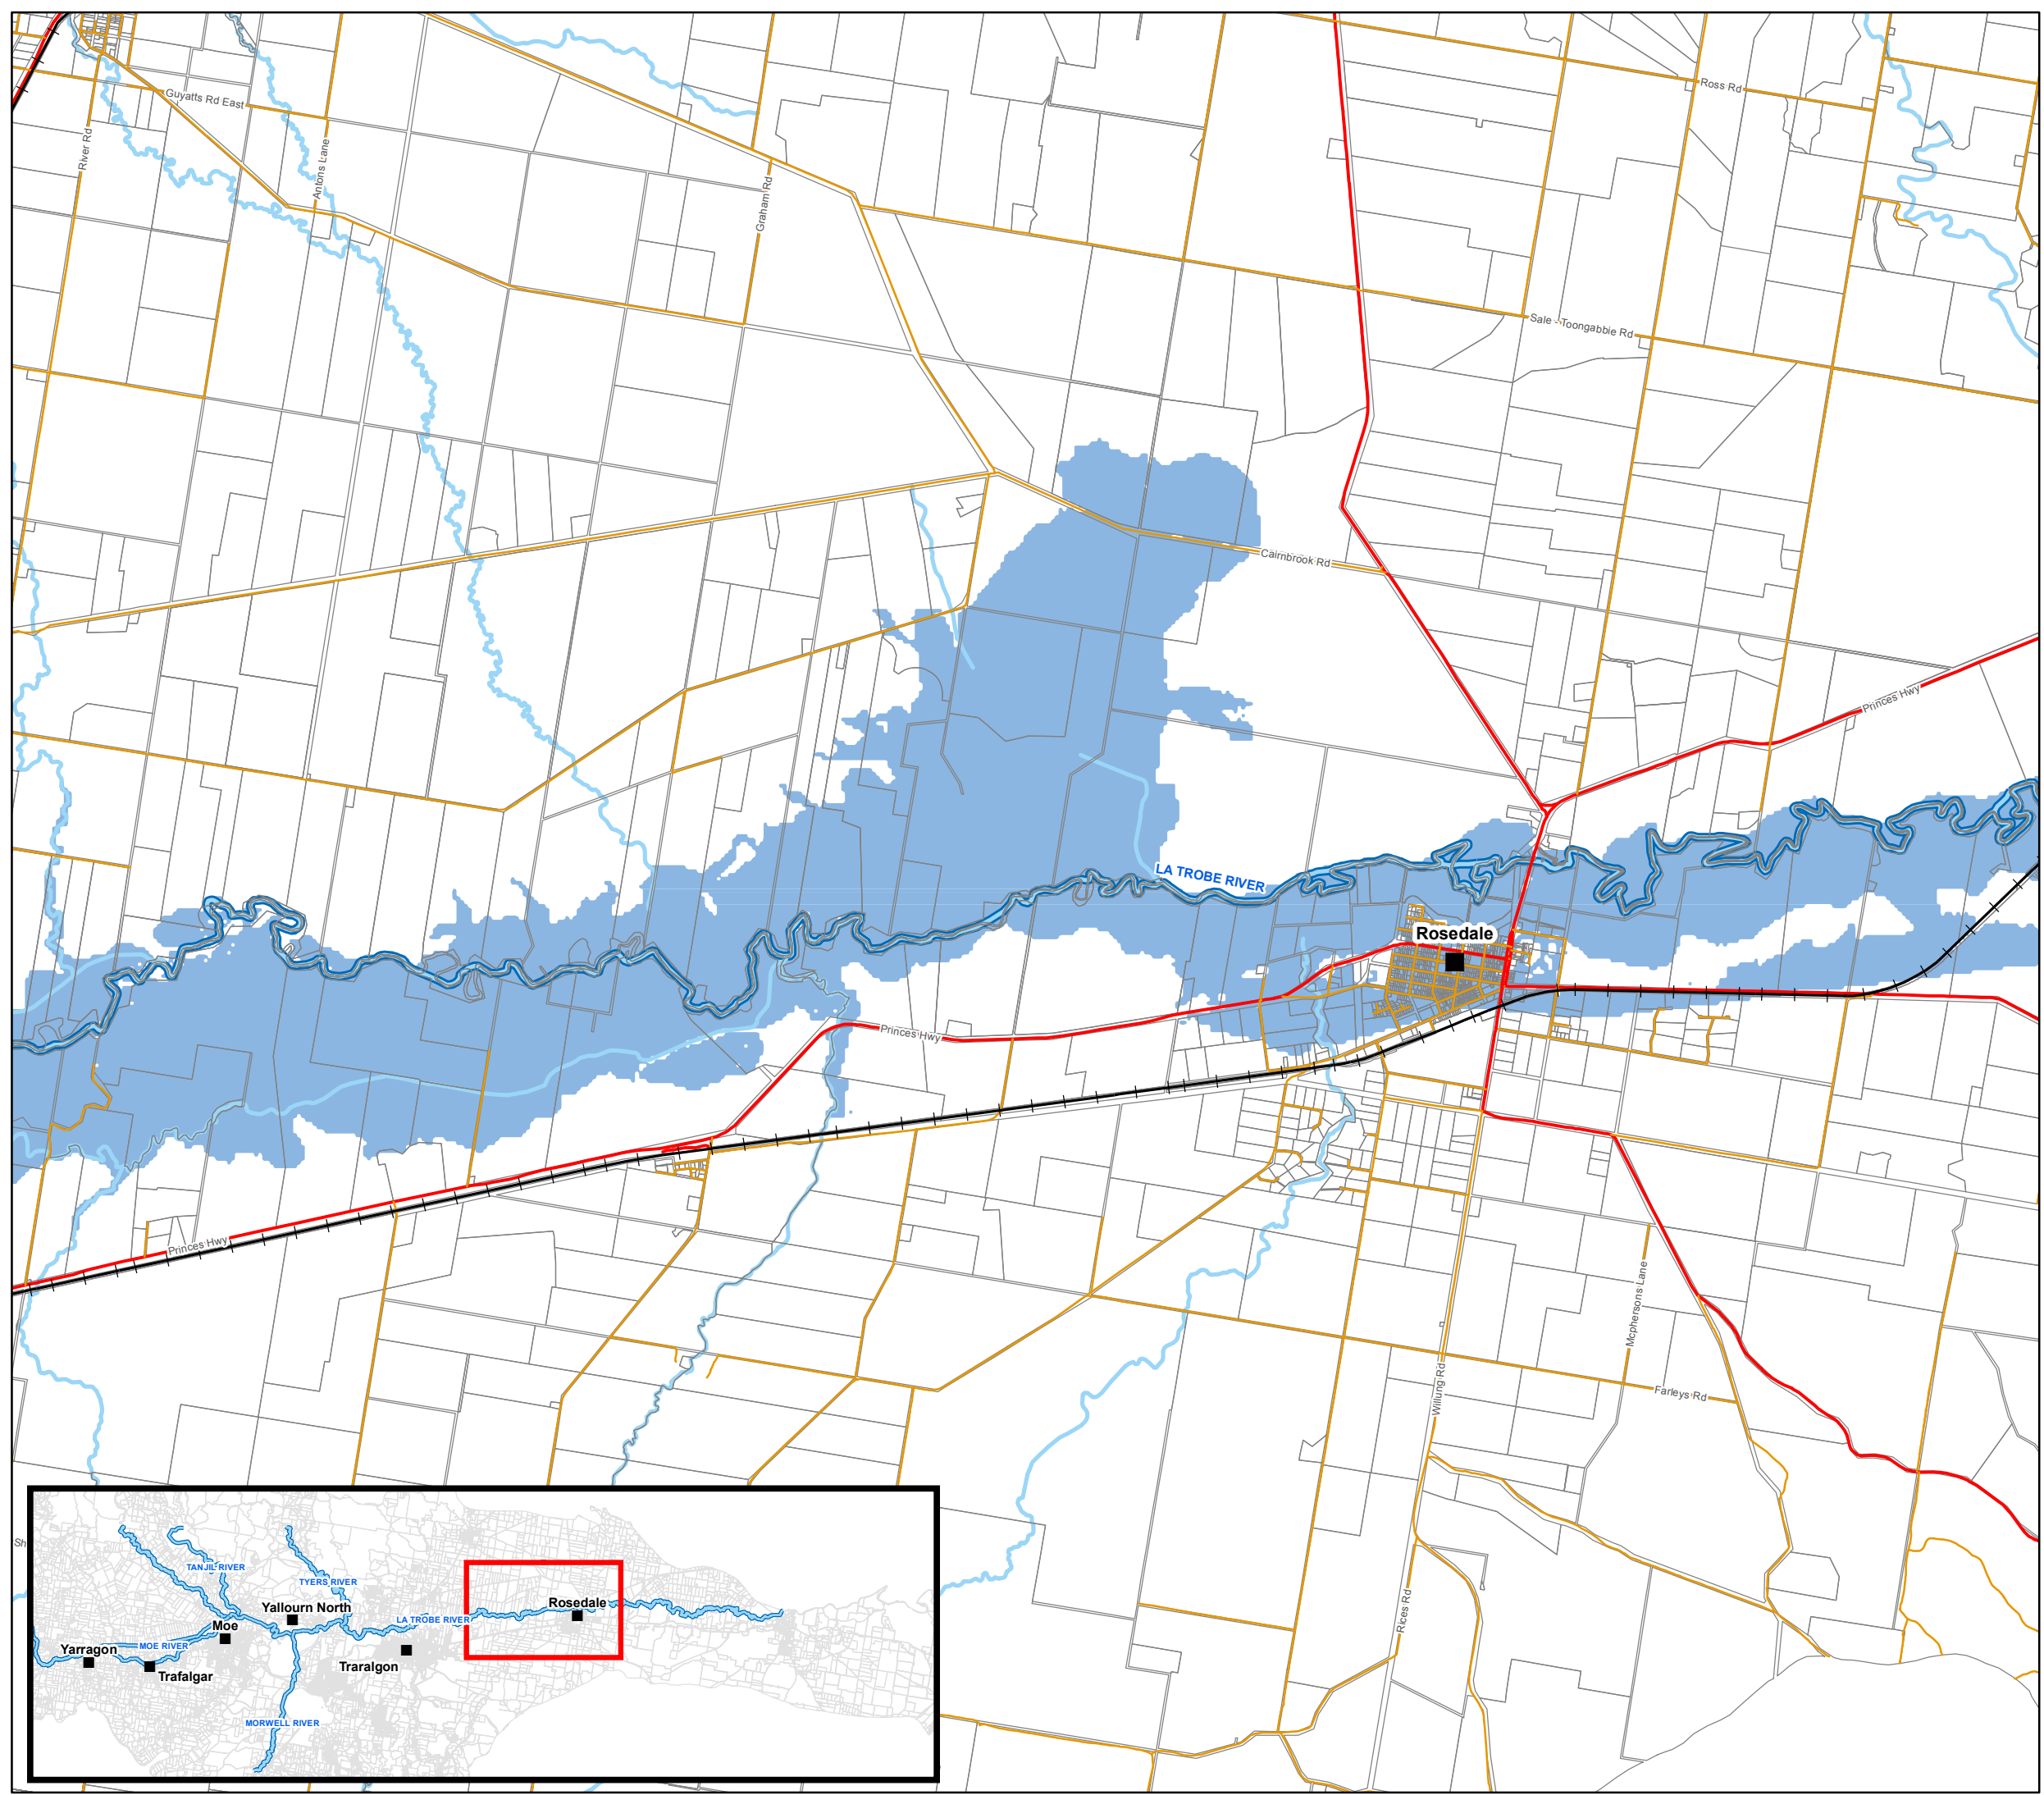 Ross Rd
Guyatts Rd East
River Rd
Antons Lane
Graham Rd
Sale - Toongabbie Rd
Cairnbrook Rd
Princes Hwy
LA TROBE RIVER
Rosedale
Princes Hwy
Princes Hwy
Mcphersons Lane
Willung Rd
Farleys Rd
Rices Rd
Sh
TANJIL RIVER
TYERS RIVER
Yallourn North
Rosedale
LA TROBE RIVER
Moe
MOE RIVER
Yarragon
Trafalgar
Traralgon
MORWELL RIVER